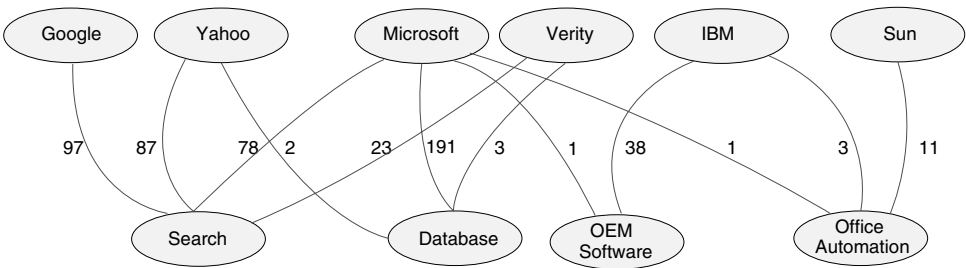 Google
Yahoo
Microsoft
Verity
IBM
Sun
97
87
78
2
23
191
3
1
38
1
3
11
Search
Database
OEM
Software
Office
Automation